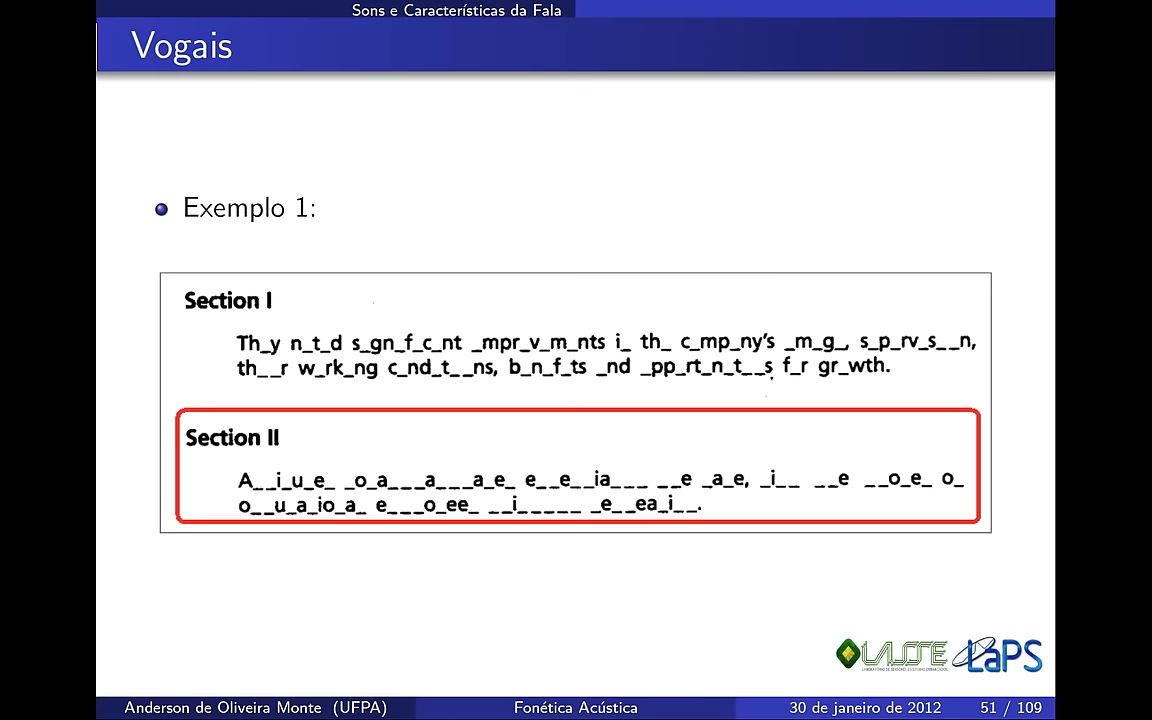 Sons e Características da Fala
Vogais
Exemplo 1:
Section I
Th_y n_t_d s_gn_f_c_nt _mpr_v_m_nts i_ th_ c_mp_ny's _m_g_, s_p_rv_s__n,
th__r w_rk_ng c_nd_t__ns, b_n_f_ts _nd _pp_rt_n_t__s f_r gr_wth.
Section II
A__i_u_e_ _o_a___a___a_e_ e__e__ia___ __e _a_e, _i__ __e __o_e_ o_
o__u_a_io_a_ e___o_ee_ __i_____ _e__ea_i__.
LASSE LaPS
Anderson de Oliveira Monte (UFPA) Fonética Acústica 30 de janeiro de 2012 51 / 109